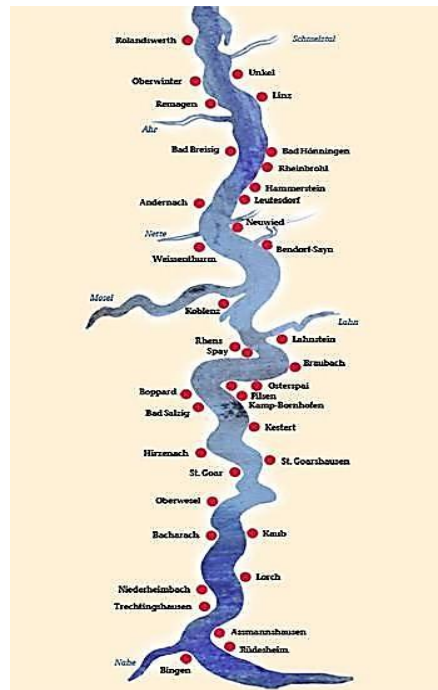 Rolandswerth
Schmelztal
Unkel
Oberwinter
Linz
Remagen
Ahr
Bad Breisig
Bad Hönningen
Rheinbrohl
Hammerstein
Leutesdorf
Andernach
Neuwied
Nette
Bendorf-Sayn
Weissenthurm
Mosel
Koblenz
Lahn
Lahnstein
Rhens
Spay
Braubach
Osterspai
Filsen
Boppard
Kamp-Bornhofen
Bad Salzig
Kestert
Hirzenach
St. Goarshausen
St. Goar
Oberwesel
Bacharach
Kaub
Lorch
Niederheimbach
Trechtingshausen
Assmannshausen
Rüdesheim
Nahe
Bingen